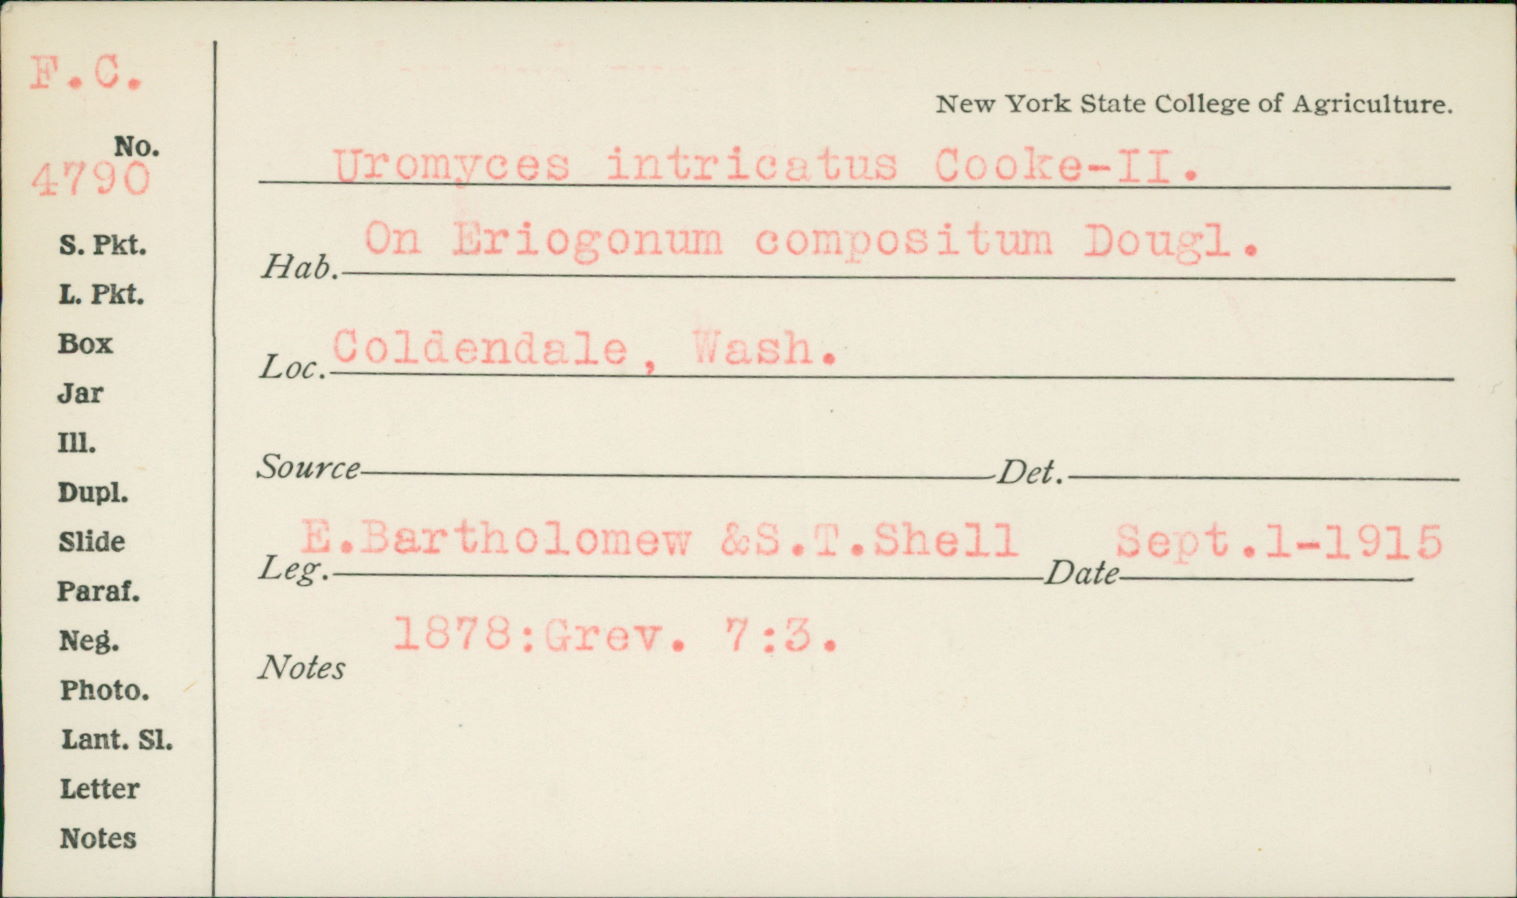 F.C.
New York State College of Agriculture.
No.
4790
Uromyces intricatus Cooke-II.
S. Pkt.
Hab. On Eriogonum compositum Dougl.
L. Pkt.
Box
Loc. Coldendale, Wash.
Jar
Ill.
Source Det.
Dupl.
Slide
Leg. E.Bartholomew &S.T.Shell Date Sept.1-1915
Paraf.
Neg.
Notes 1878:Grev. 7:3.
Photo.
Lant. Sl.
Letter
Notes